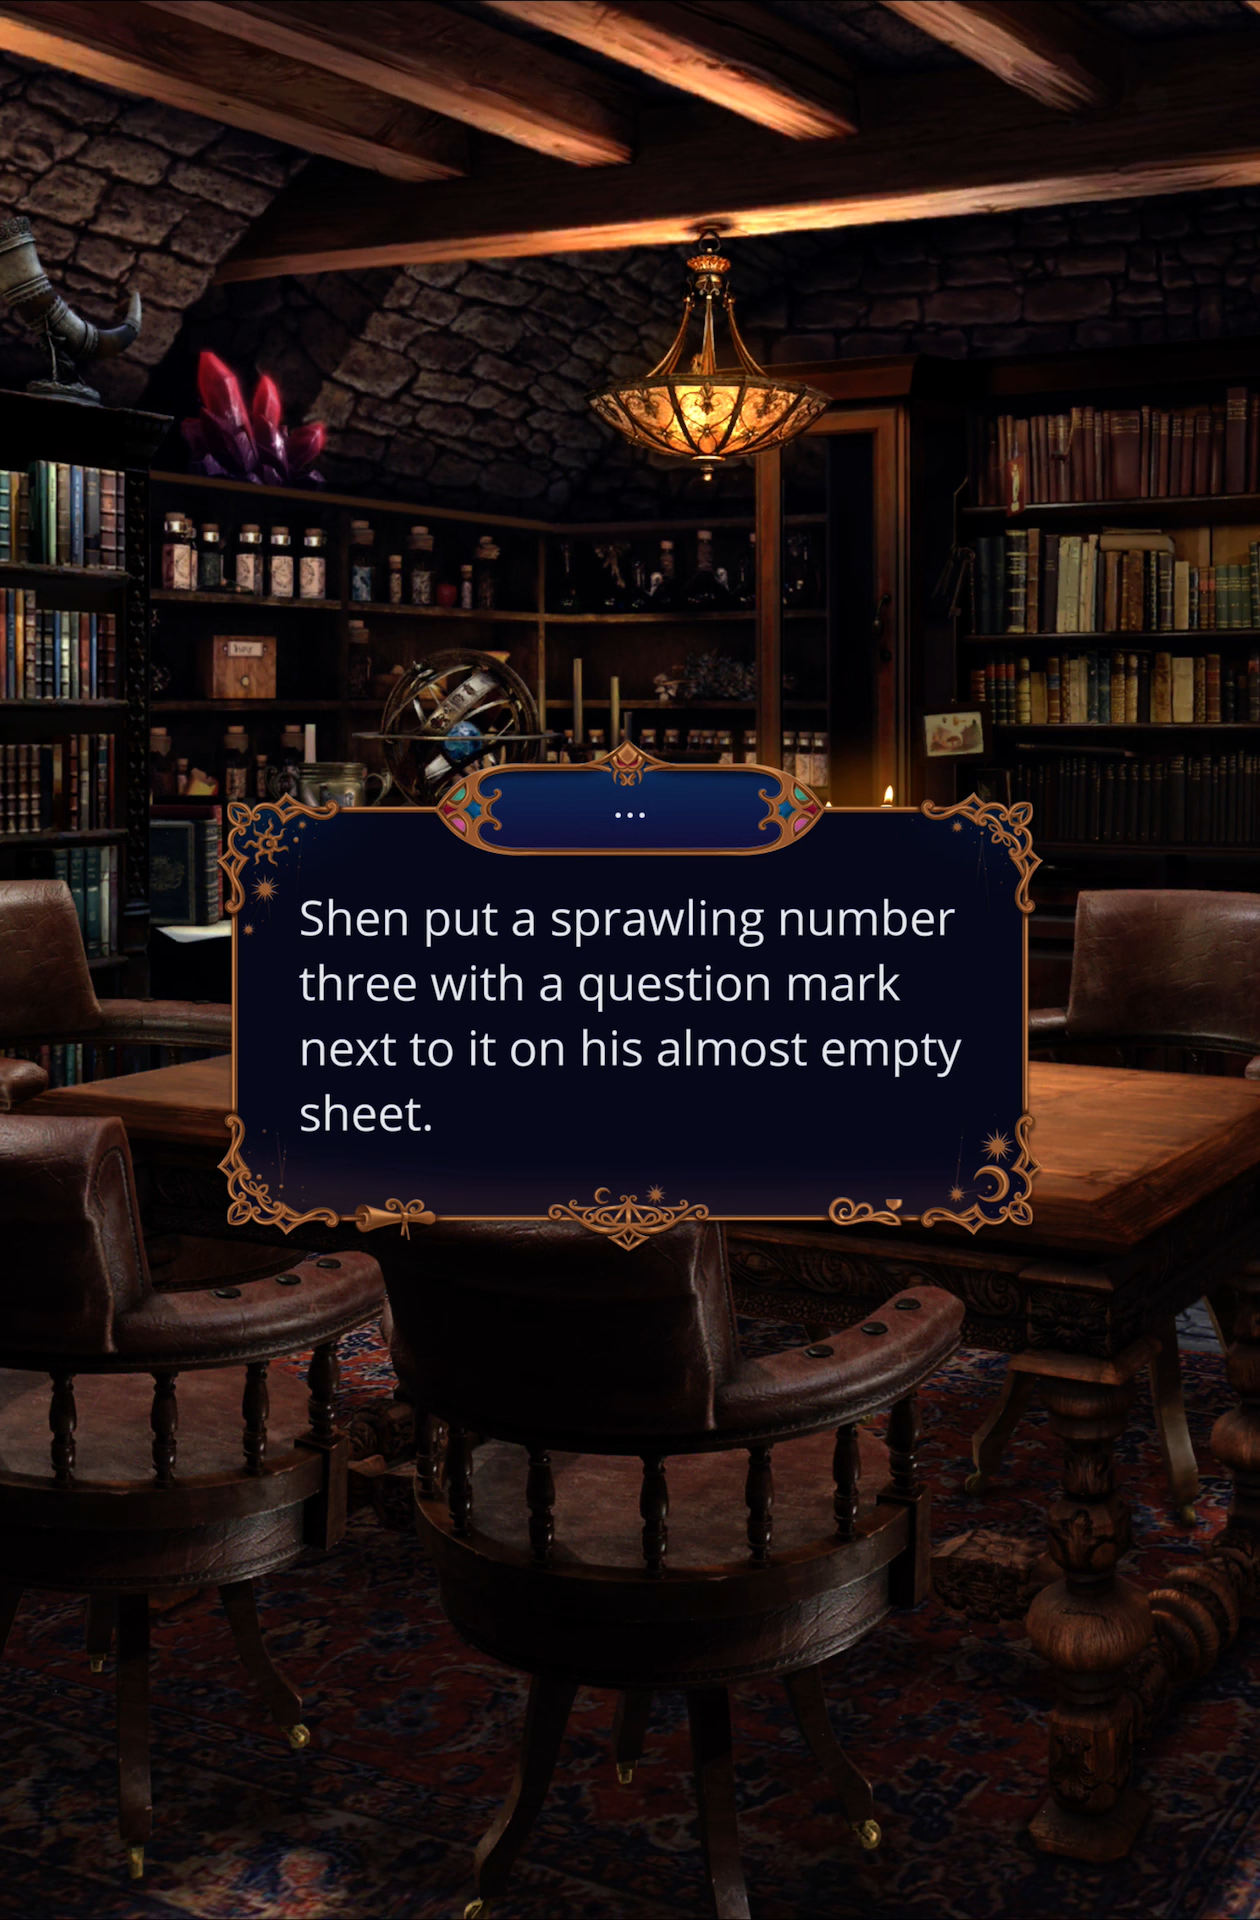 ...
Shen put a sprawling number
three with a question mark
next to it on his almost empty
sheet.